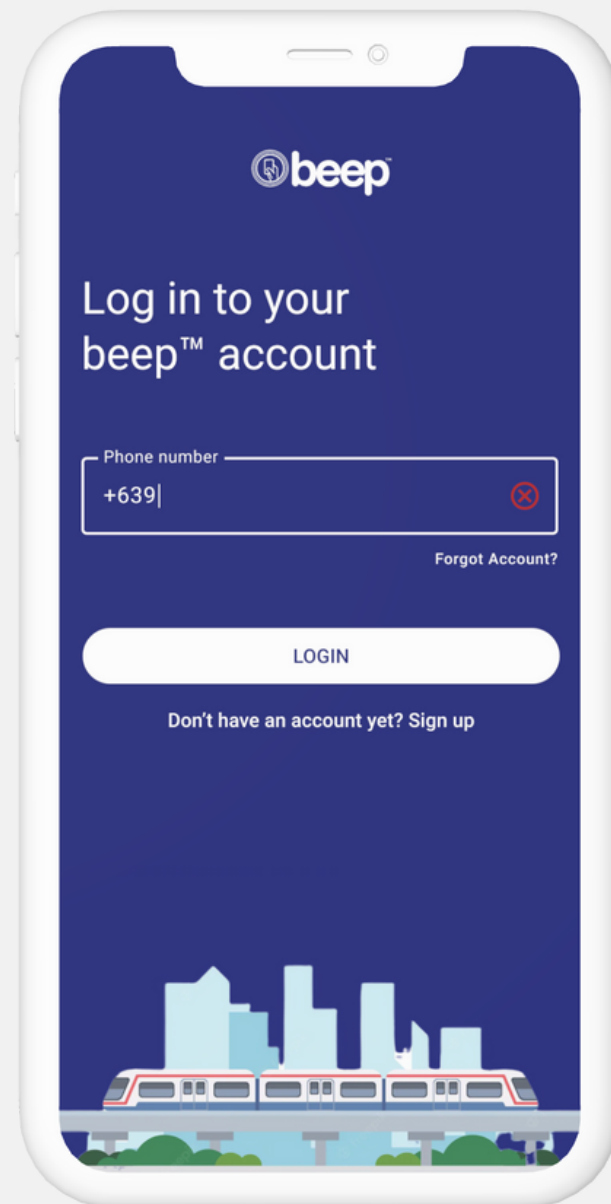 beep™
Log in to your
beep™ account
Phone number
+639
Forgot Account?
LOGIN
Don't have an account yet? Sign up